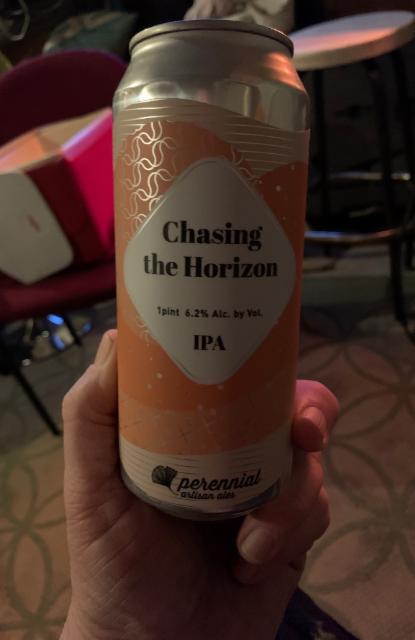 Chasing
the Horizon
1pint 6.2% Alc. by Vol.
IPA
perennial
artisan ales